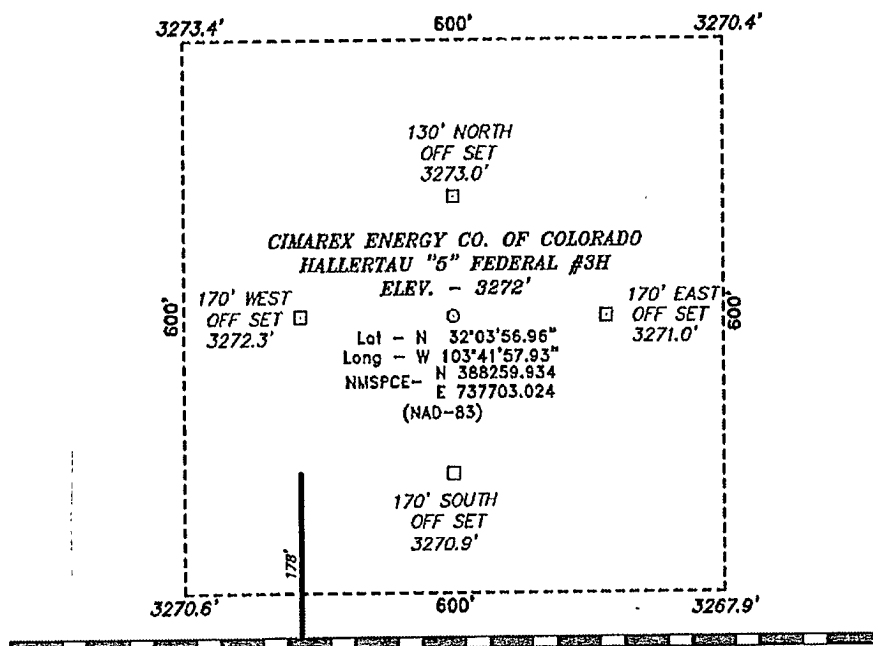 3273.4'
600'
3270.4'
130' NORTH
OFF SET
3273.0'
CIMAREX ENERGY CO. OF COLORADO
HALLERTAU "5" FEDERAL #3H
ELEV. - 3272'
600'
170' WEST
OFF SET
3272.3'
170' EAST
OFF SET
3271.0'
600'
Lat - N 32°03'56.96"
Long - W 103°41'57.93"
NMSPCE- N 388259.934
E 737703.024
(NAD-83)
170' SOUTH
OFF SET
3270.9'
178'
3270.6'
600'
3267.9'